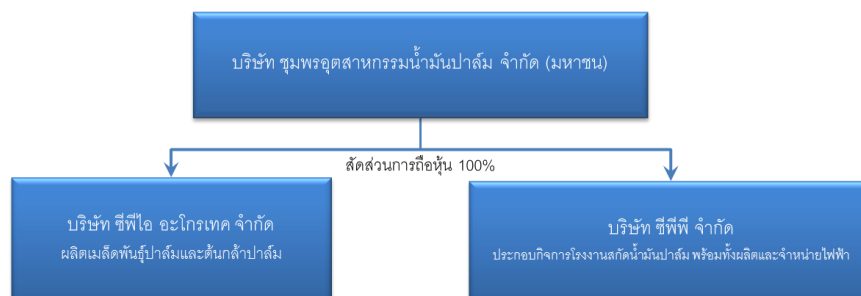 บริษัท ชุมพรอุตสาหกรรมน้ำมันปาล์ม จำกัด (มหาชน)
สัดส่วนการถือหุ้น 100%
บริษัท ซีพีไอ อะโกรเทค จำกัด
ผลิตเมล็ดพันธุ์ปาล์มและต้นกล้าปาล์ม
บริษัท ซีพีพี จำกัด
ประกอบกิจการโรงงานสกัดน้ำมันปาล์ม พร้อมทั้งผลิตและจำหน่ายไฟฟ้า